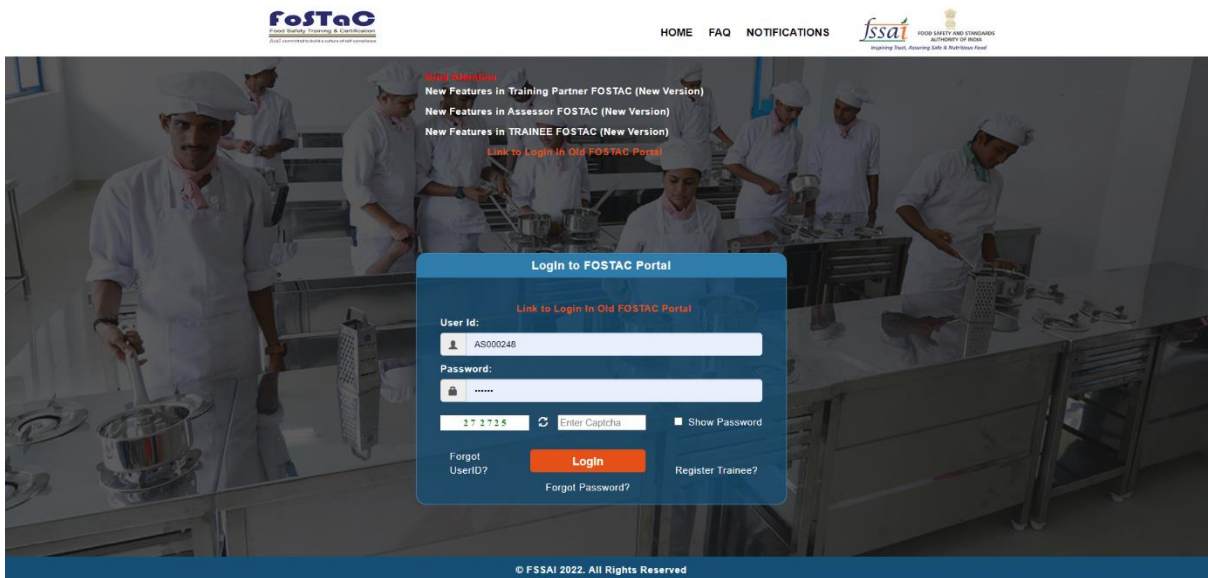 FoSTaC
Food Safety Training & Certification
HOME FAQ NOTIFICATIONS
fssai
FOOD SAFETY AND STANDARDS
AUTHORITY OF INDIA
Inspiring Trust, Assuring Safe & Nutritious Food
Kind Attention
New Features in Training Partner FOSTAC (New Version)
New Features in Assessor FOSTAC (New Version)
New Features in TRAINEE FOSTAC (New Version)
Link to Login in Old FOSTAC Portal
Login to FOSTAC Portal
Link to Login In Old FOSTAC Portal
User Id:
AS000248
Password:
······
272725 Enter Captcha Show Password
Forgot
UserID?
Login
Register Trainee?
Forgot Password?
© FSSAI 2022. All Rights Reserved